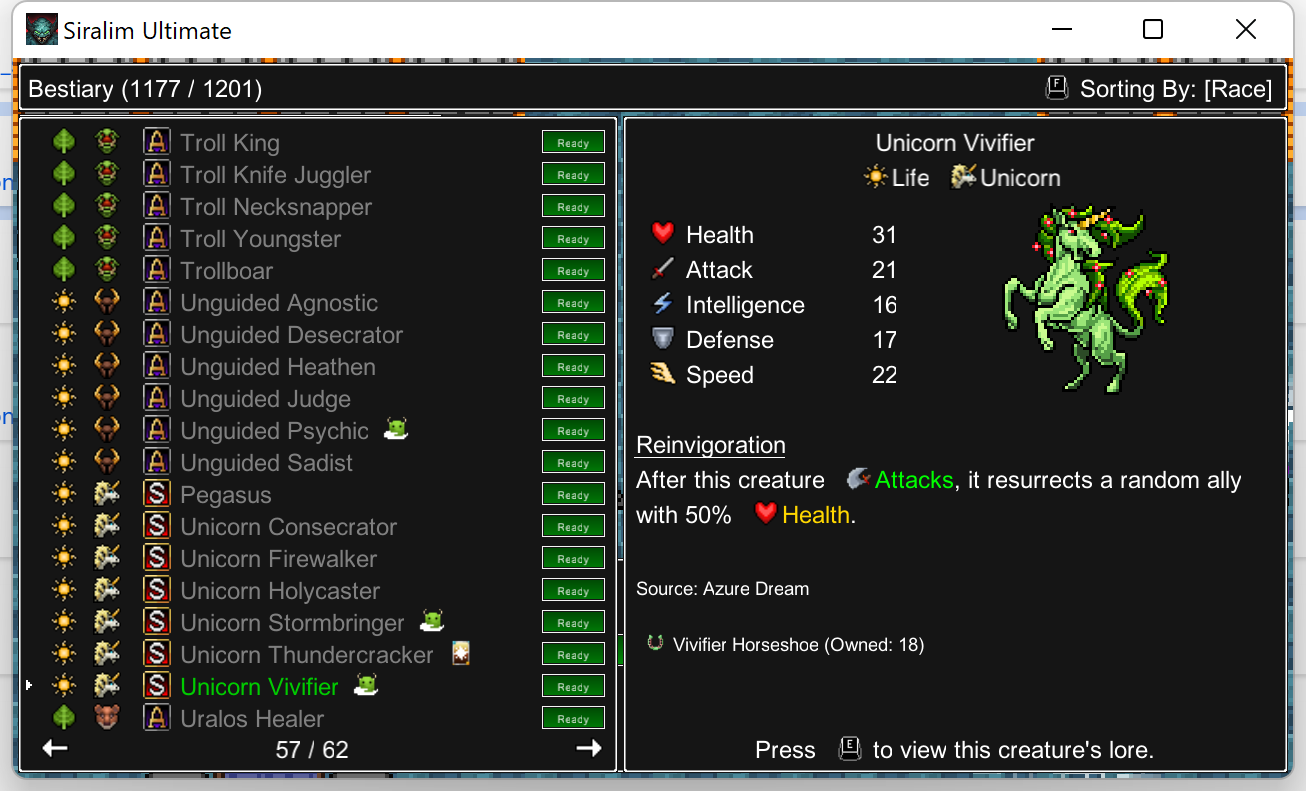 Siralim Ultimate
Bestiary (1177 / 1201)
F Sorting By: [Race]
A Troll King Ready
A Troll Knife Juggler Ready
A Troll Necksnapper Ready
A Troll Youngster Ready
A Trollboar Ready
A Unguided Agnostic Ready
A Unguided Desecrator Ready
A Unguided Heathen Ready
A Unguided Judge Ready
A Unguided Psychic Ready
A Unguided Sadist Ready
S Pegasus Ready
S Unicorn Consecrator Ready
S Unicorn Firewalker Ready
S Unicorn Holycaster Ready
S Unicorn Stormbringer Ready
S Unicorn Thundercracker Ready
S Unicorn Vivifier Ready
A Uralos Healer Ready
57 / 62
Unicorn Vivifier
Life Unicorn
Health 31
Attack 21
Intelligence 16
Defense 17
Speed 22
Reinvigoration
After this creature Attacks, it resurrects a random ally
with 50% Health.
Source: Azure Dream
Vivifier Horseshoe (Owned: 18)
Press E to view this creature's lore.